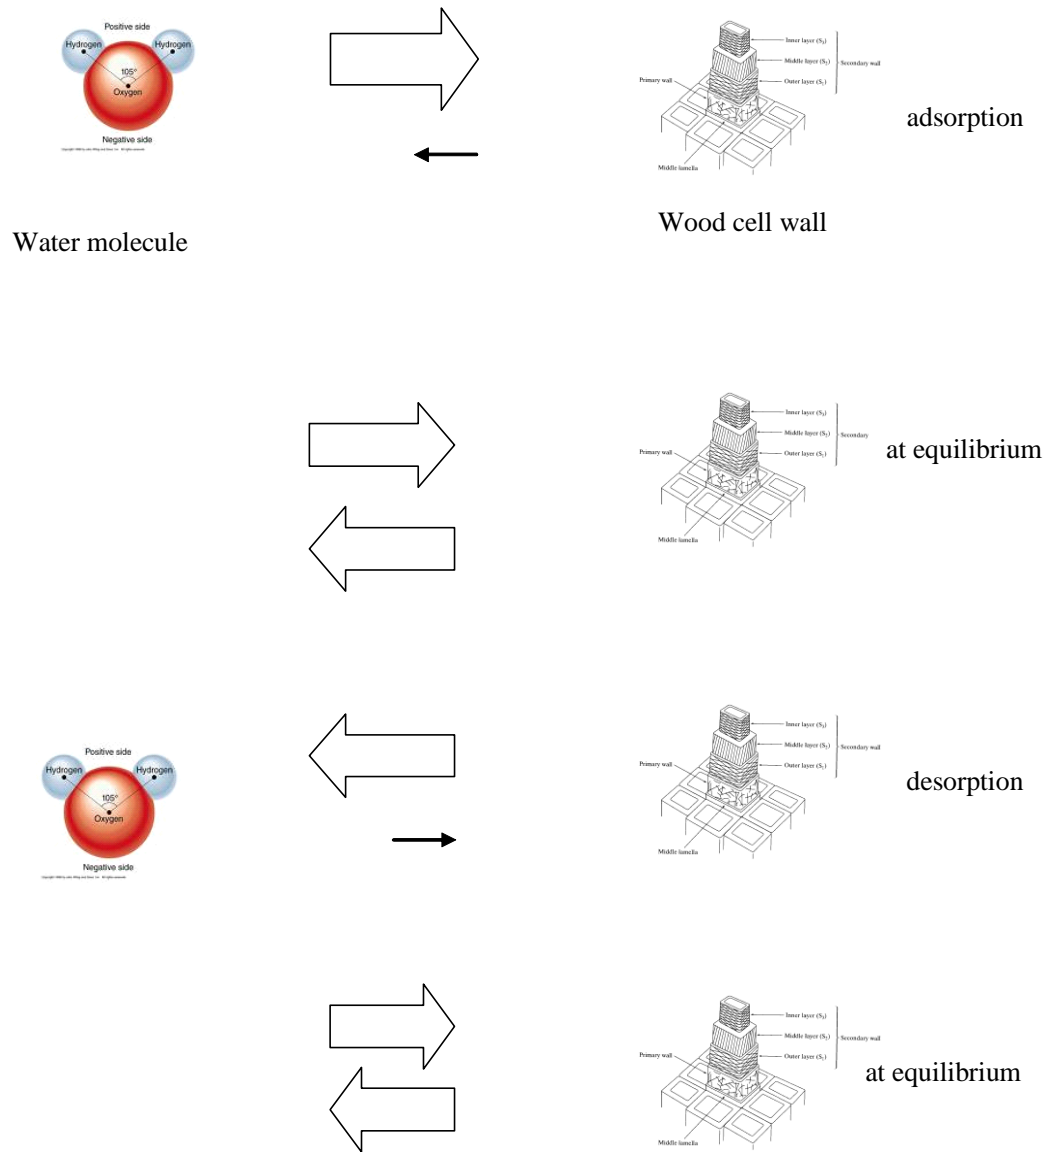 Positive side
Hydrogen
Hydrogen
105°
Oxygen
Negative side
Inner layer (S₃)
Middle layer (S₂)
Secondary wall
Primary wall
Outer layer (S₁)
Middle lamella
adsorption
Water molecule
Wood cell wall
Inner layer (S₃)
Middle layer (S₂)
Secondary
Primary wall
Outer layer (S₁)
Middle lamella
at equilibrium
Positive side
Hydrogen
Hydrogen
105°
Oxygen
Negative side
Inner layer (S₃)
Middle layer (S₂)
Secondary wall
Primary wall
Outer layer (S₁)
Middle lamella
desorption
Inner layer (S₃)
Middle layer (S₂)
Secondary wall
Primary wall
Outer layer (S₁)
Middle lamella
at equilibrium